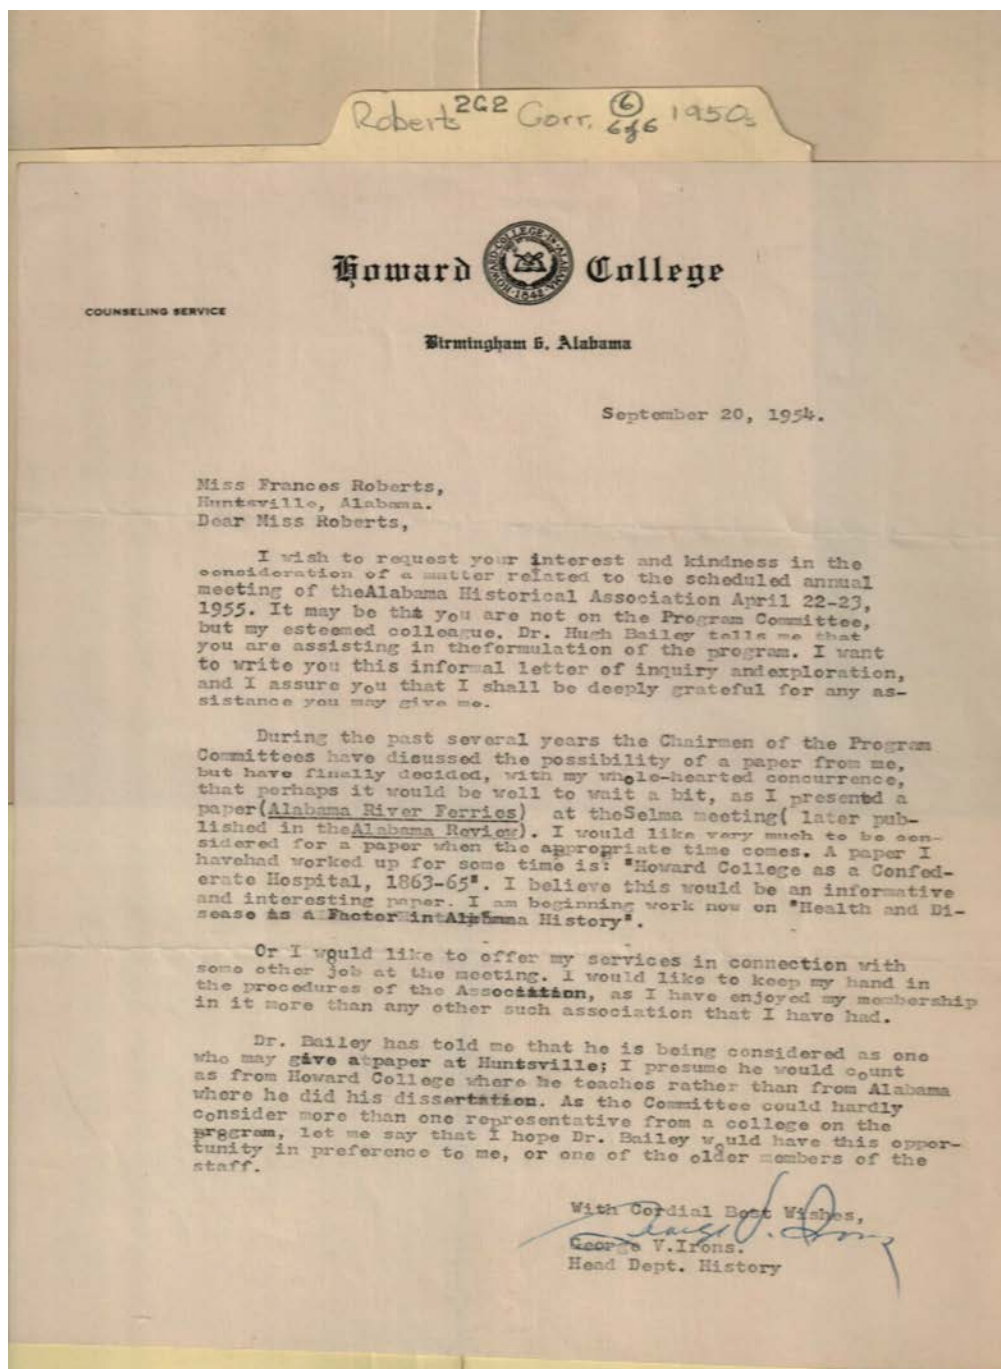 Roberts 2G2 Corr. 6 1950s
6 of 6
Howard College
HOWARD COLLEGE IN ALABAMA
1842
COUNSELING SERVICE
Birmingham 6, Alabama
September 20, 1954.
Miss Frances Roberts,
Huntsville, Alabama.
Dear Miss Roberts,
I wish to request your interest and kindness in the
consideration of a matter related to the scheduled annual
meeting of theAlabama Historical Association April 22-23,
1955. It may be tha you are not on the Program Committee,
but my esteemed colleague, Dr. Hugh Bailey tells me that
you are assisting in theformulation of the program. I want
to write you this informal letter of inquiry andexploration,
and I assure you that I shall be deeply grateful for any as-
sistance you may give me.
During the past several years the Chairmen of the Program
Committees have disussed the possibility of a paper from me,
but have finally decided, with my whole-hearted concurrence,
that perhaps it would be well to wait a bit, as I presented a
paper(Alabama River Ferries) at theSelma meeting( later pub-
lished in theAlabama Review). I would like very much to be con-
sidered for a paper when the appropriate time comes. A paper I
havehad worked up for some time is: "Howard College as a Confed-
erate Hospital, 1863-65". I believe this would be an informative
and interesting paper. I am beginning work now on "Health and Di-
sease as a Factor in Alabama History".
Or I would like to offer my services in connection with
some other job at the meeting. I would like to keep my hand in
the procedures of the Association, as I have enjoyed my membership
in it more than any other such association that I have had.
Dr. Bailey has told me that he is being considered as one
who may give a paper at Huntsville; I presume he would count
as from Howard College where he teaches rather than from Alabama
where he did his dissertation. As the Committee could hardly
consider more than one representative from a college on the
program, let me say that I hope Dr. Bailey would have this oppor-
tunity in preference to me, or one of the older members of the
staff.
With Cordial Best Wishes,
George V. Irons
George V.Irons.
Head Dept. History